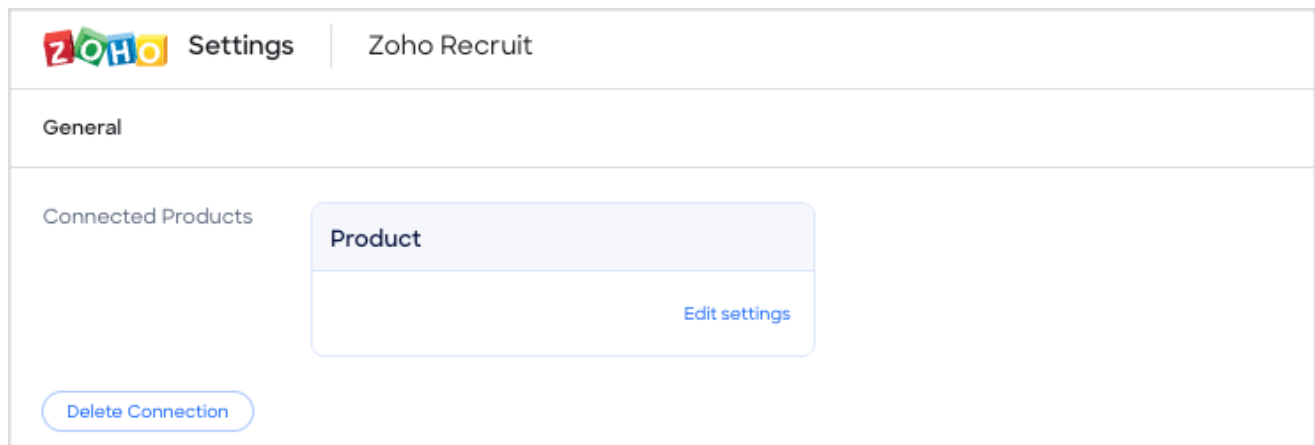 ZOHO Settings Zoho Recruit
General
Connected Products
Product
Edit settings
Delete Connection